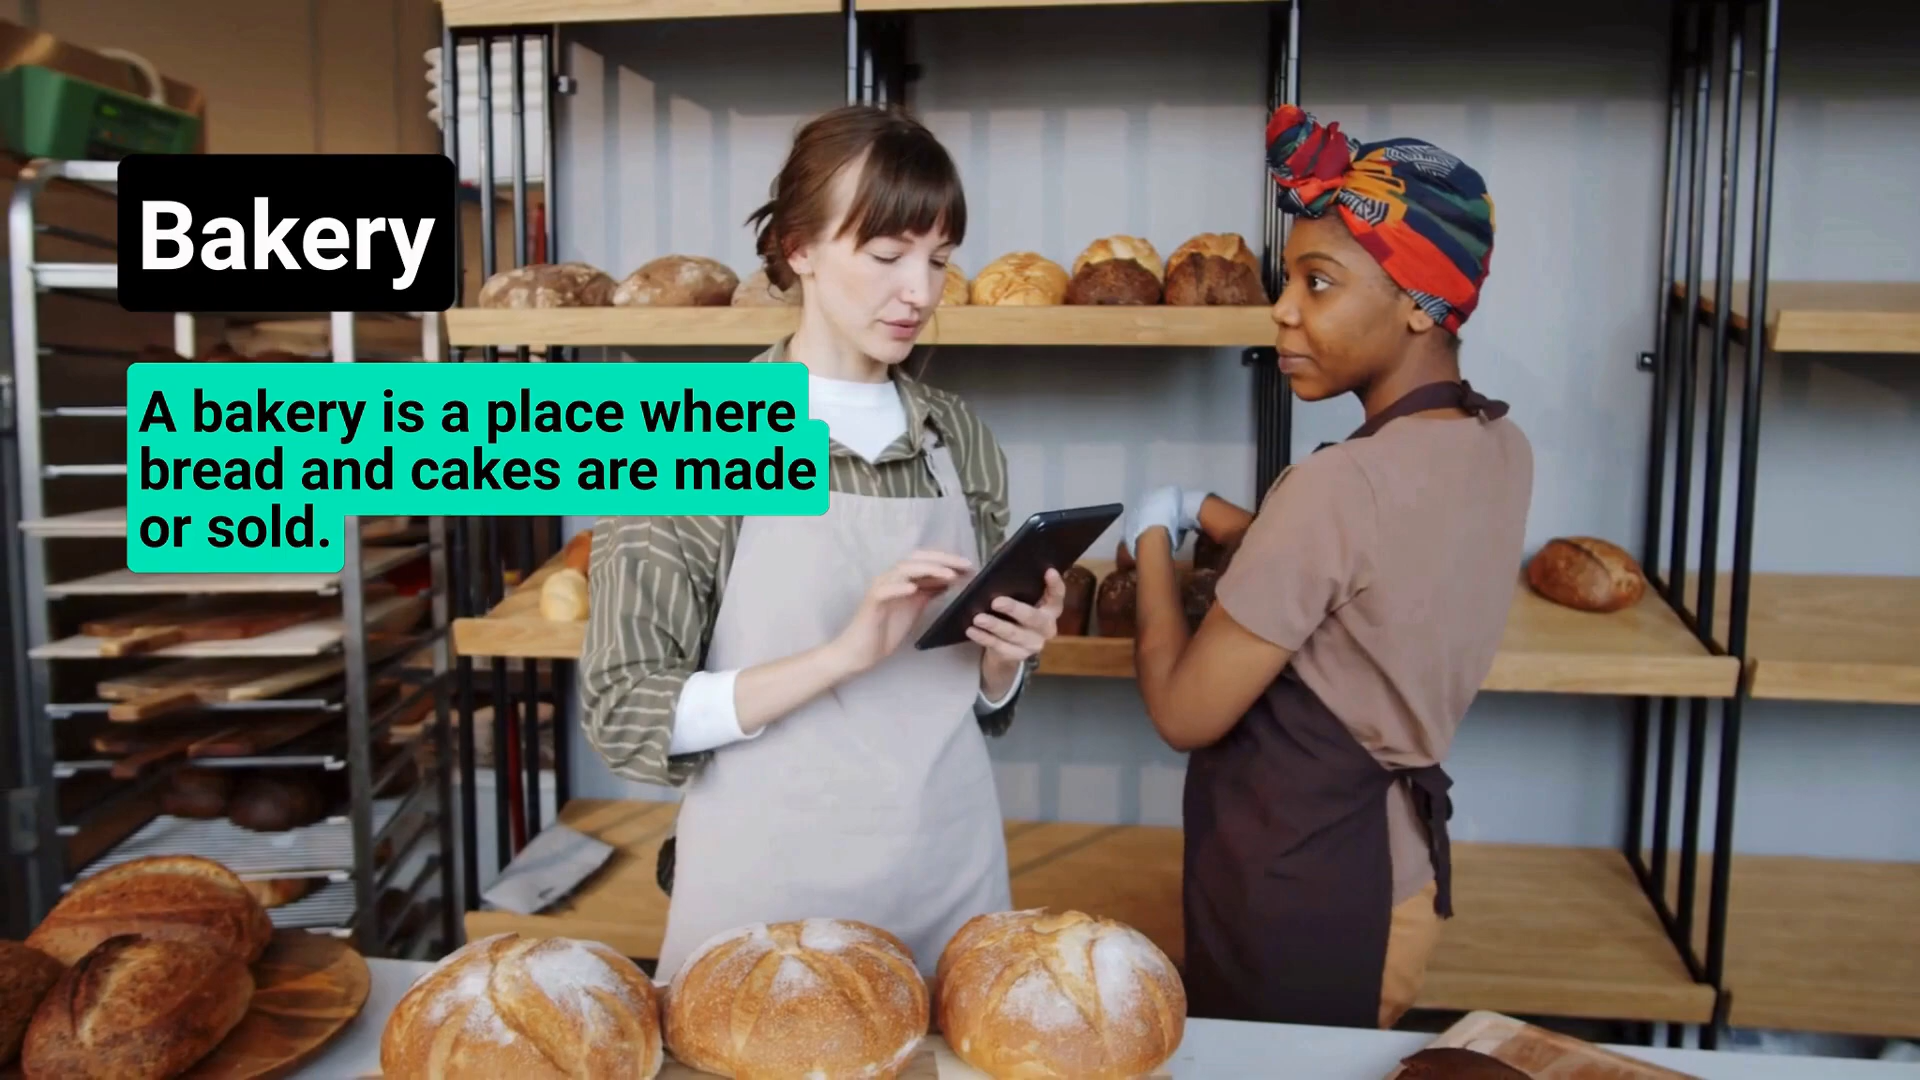 Bakery
A bakery is a place where
bread and cakes are made
or sold.